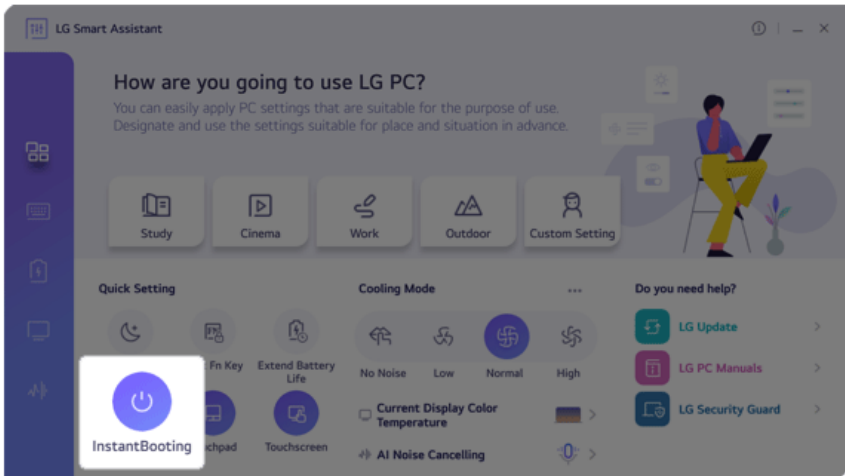 LG Smart Assistant
How are you going to use LG PC?
You can easily apply PC settings that are suitable for the purpose of use.
Designate and use the settings suitable for place and situation in advance.
Study
Cinema
Work
Outdoor
Custom Setting
Quick Setting
Fn Key
Extend Battery
Life
InstantBooting
Touchscreen
Cooling Mode
No Noise
Low
Normal
High
Current Display Color
Temperature
AI Noise Cancelling
Do you need help?
LG Update
LG PC Manuals
LG Security Guard